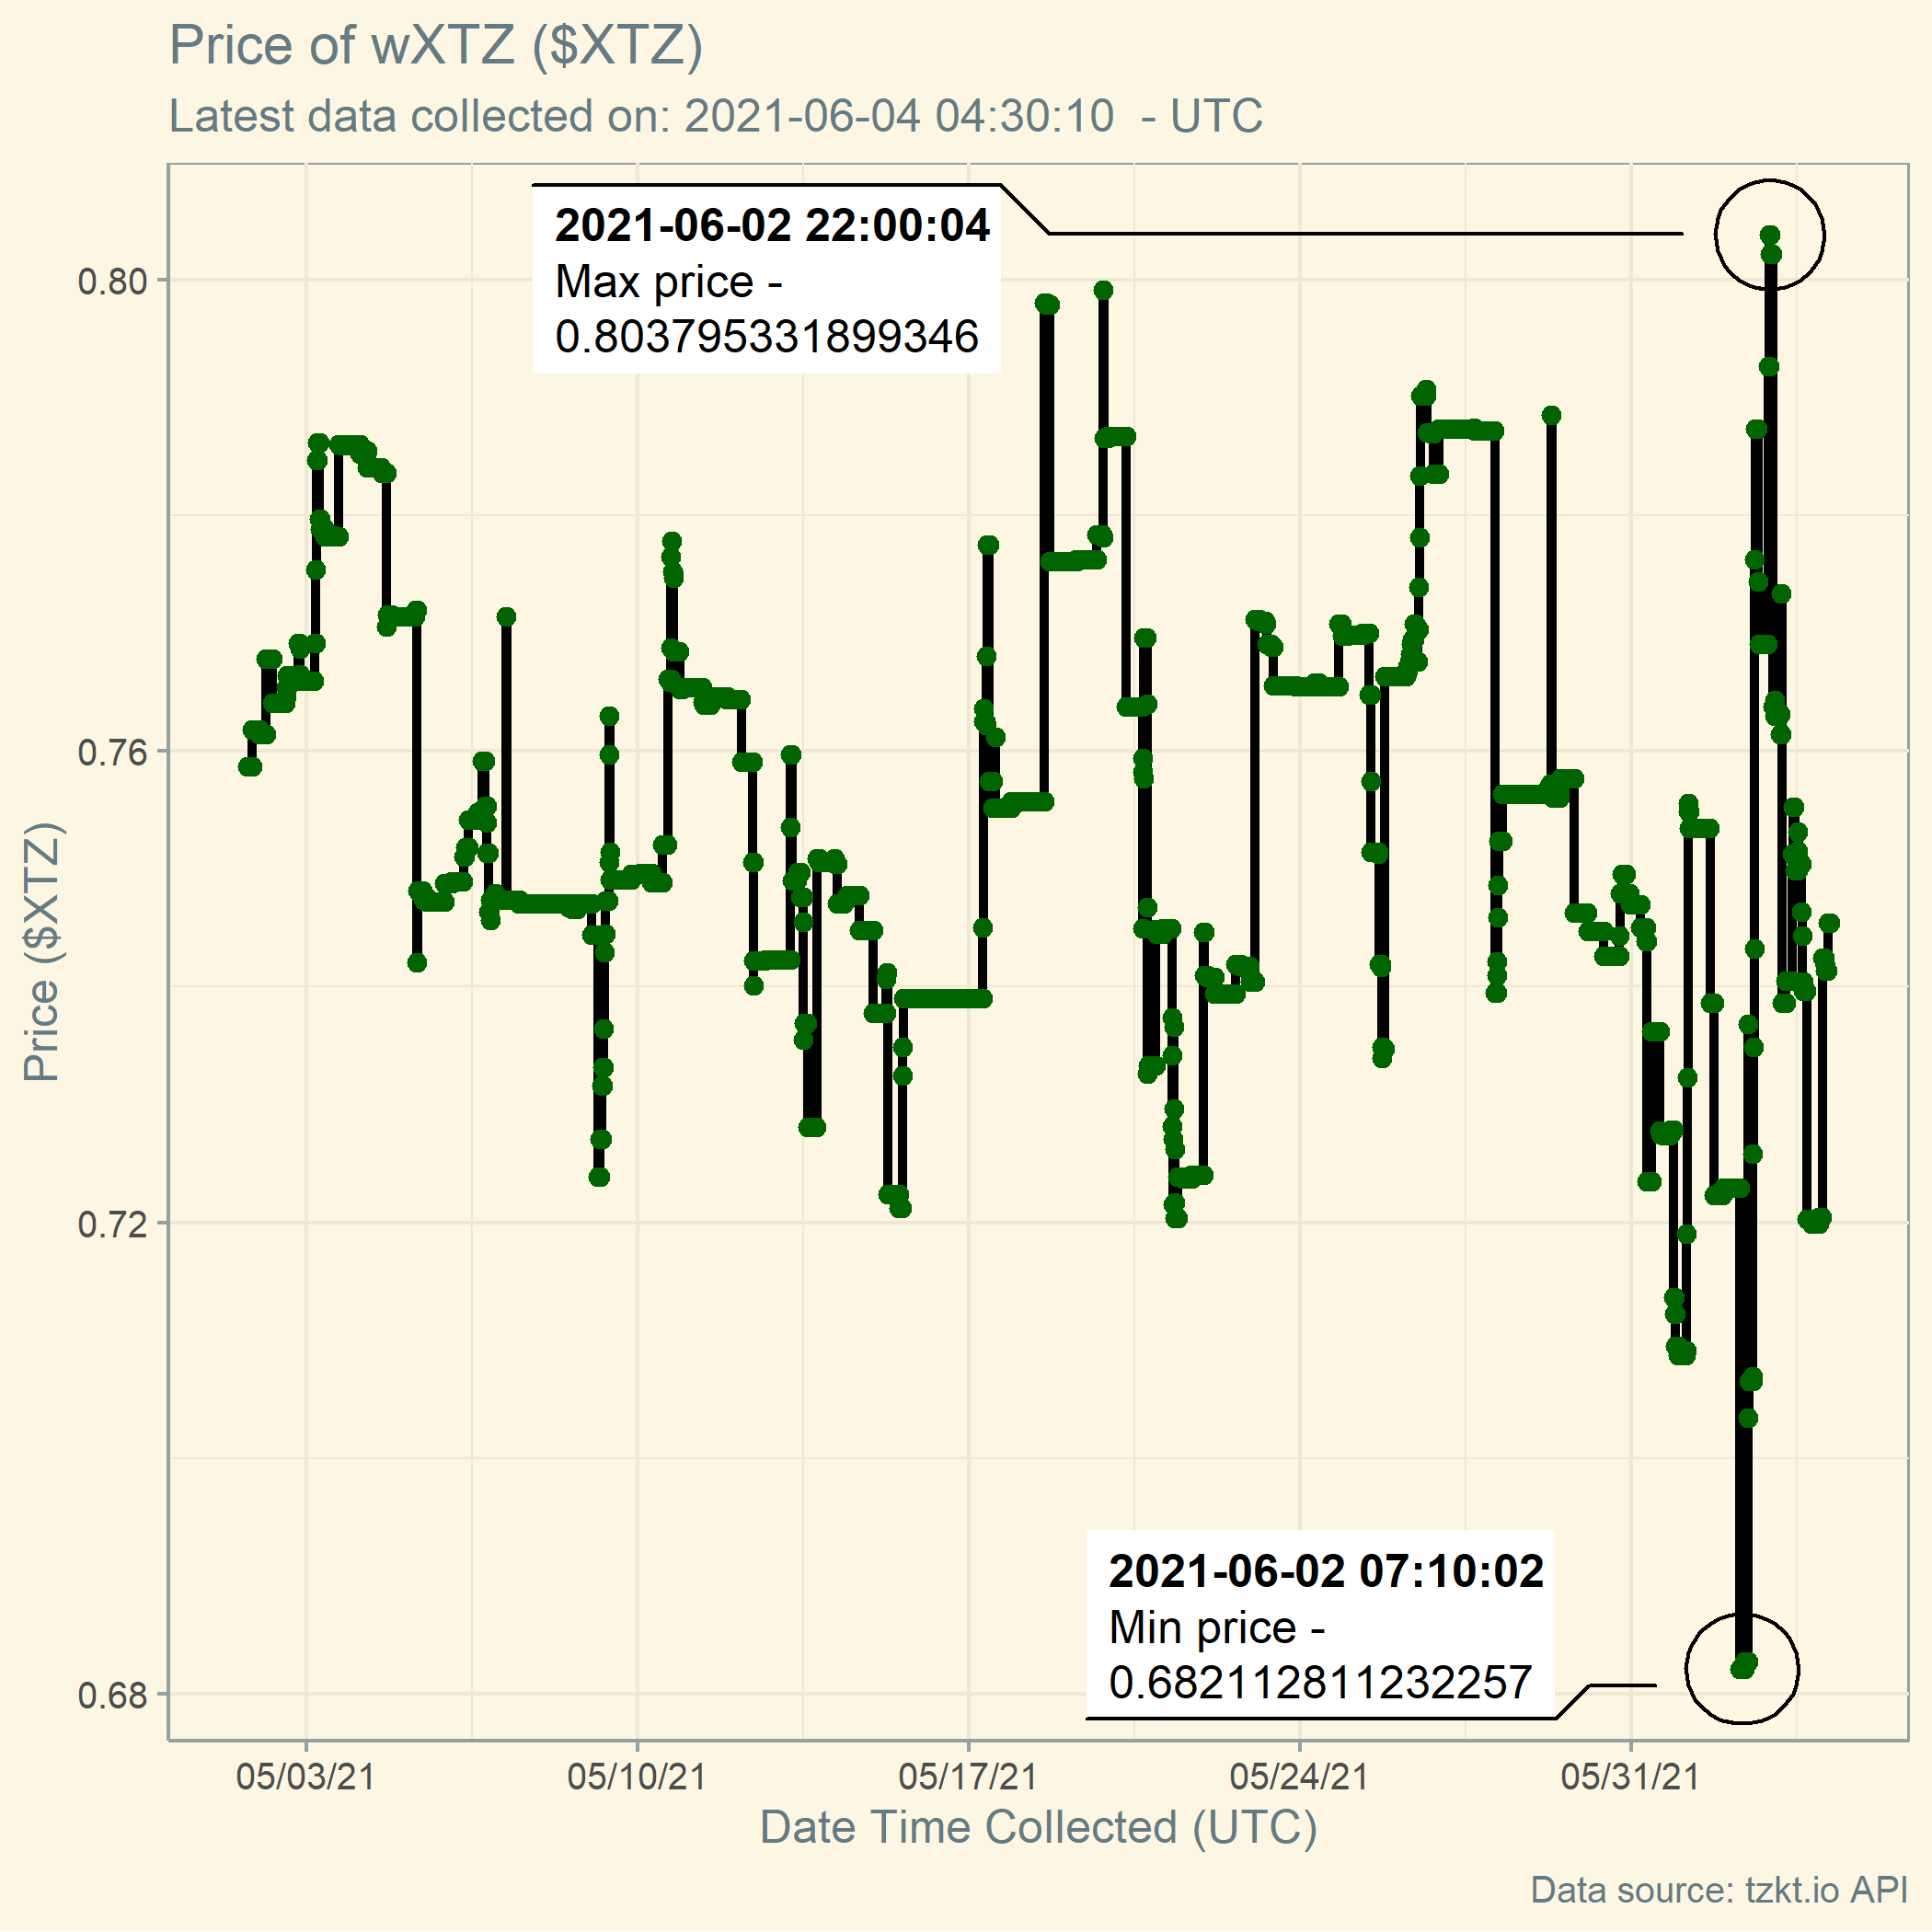 Price of wXTZ ($XTZ)
Latest data collected on: 2021-06-04 04:30:10  - UTC
2021-06-02 22:00:04
Max price -
0.803795331899346
0.80
0.76
0.72
0.68
Price ($XTZ)
2021-06-02 07:10:02
Min price -
0.682112811232257
05/03/21
05/10/21
05/17/21
05/24/21
05/31/21
Date Time Collected (UTC)
Data source: tzkt.io API